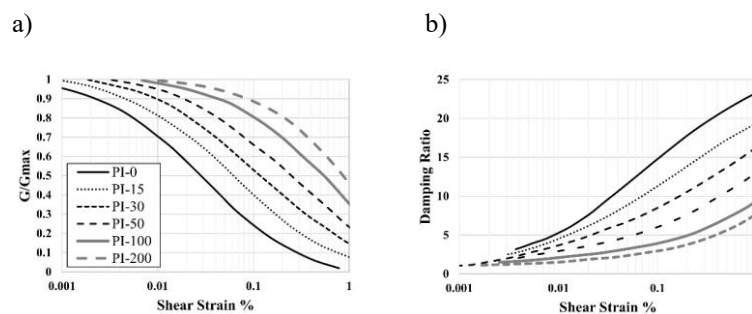 a)
b)
1
0.9
0.8
0.7
0.6
0.5
0.4
0.3
0.2
0.1
0
G/Gmax
PI-0
PI-15
PI-30
PI-50
PI-100
PI-200
0.001
0.01
0.1
1
Shear Strain %
25
20
15
10
5
0
Damping Ratio
0.001
0.01
0.1
Shear Strain %